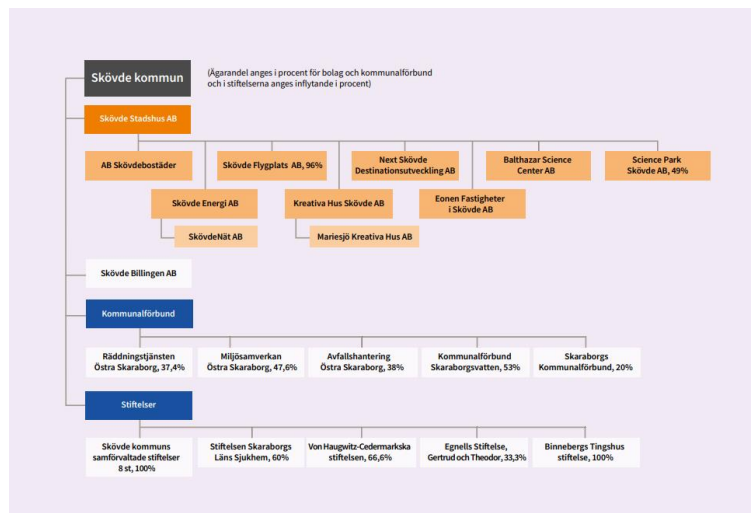 Skövde kommun
(Ägarandel anges i procent för bolag och kommunalförbund
och i stiftelserna anges inflytande i procent)
Skövde Stadshus AB
AB Skövdebostäder
Skövde Flygplats AB, 96%
Next Skövde
Destinationsutveckling AB
Balthazar Science
Center AB
Science Park
Skövde AB, 49%
Skövde Energi AB
Kreativa Hus Skövde AB
Eonen Fastigheter
i Skövde AB
SkövdeNät AB
Mariesjö Kreativa Hus AB
Skövde Billingen AB
Kommunalförbund
Räddningstjänsten
Östra Skaraborg, 37,4%
Miljösamverkan
Östra Skaraborg, 47,6%
Avfallshantering
Östra Skaraborg, 38%
Kommunalförbund
Skaraborgsvatten, 53%
Skaraborgs
Kommunalförbund, 20%
Stiftelser
Skövde kommuns
samförvaltade stiftelser
8 st, 100%
Stiftelsen Skaraborgs
Läns Sjukhem, 60%
Von Haugwitz-Cedermarkska
stiftelsen, 66,6%
Egnells Stiftelse,
Gertrud och Theodor, 33,3%
Binnebergs Tingshus
stiftelse, 100%